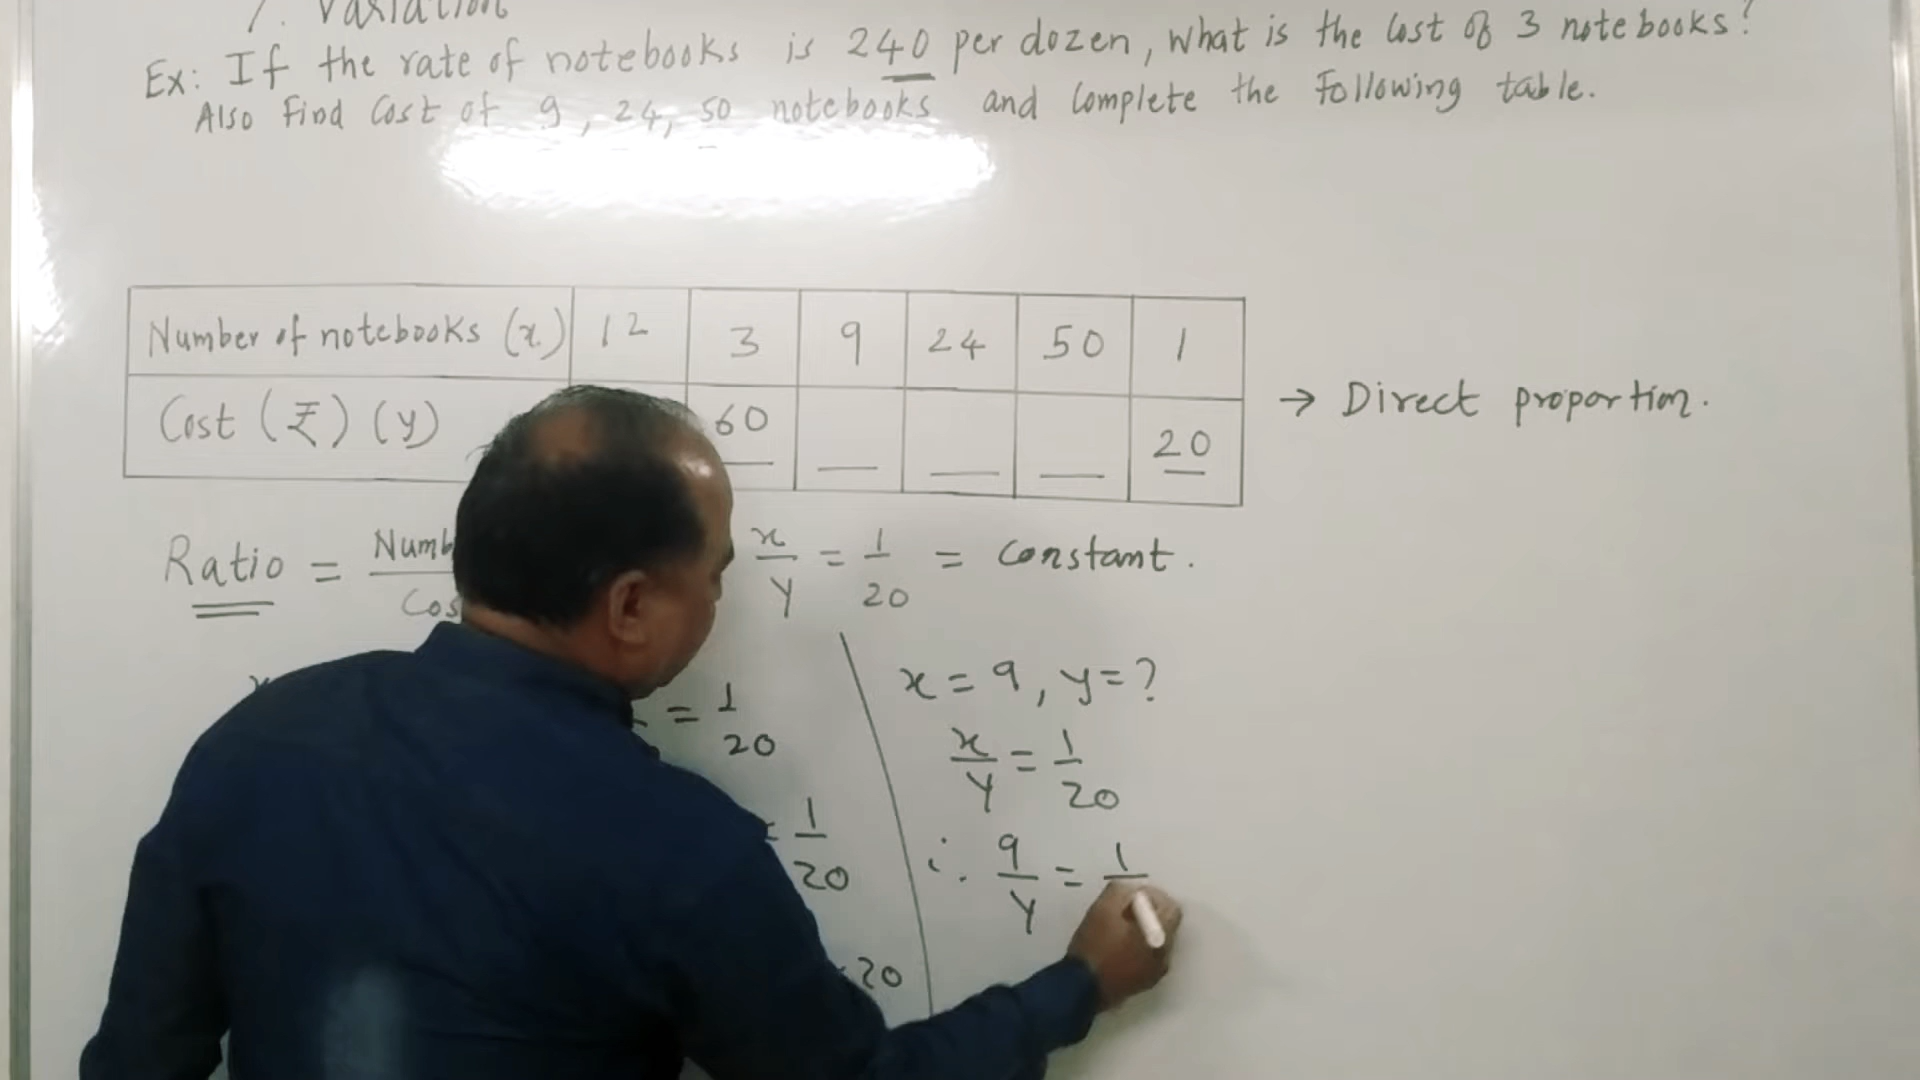 7. Variation
Ex: If the rate of notebooks is 240 per dozen, what is the cost of 3 notebooks?
Also Find Cost of 9, 24, 50 notebooks and complete the following table.
Number of notebooks (x) 12 3 9 24 50 1
Cost (₹) (y) 60 __ __ __ 20
→ Direct proportion.
Ratio = x/y = 1/20 = constant.
= 1/20
1/20
20
x = 9, y = ?
x/y = 1/20
∴ 9/y = 1